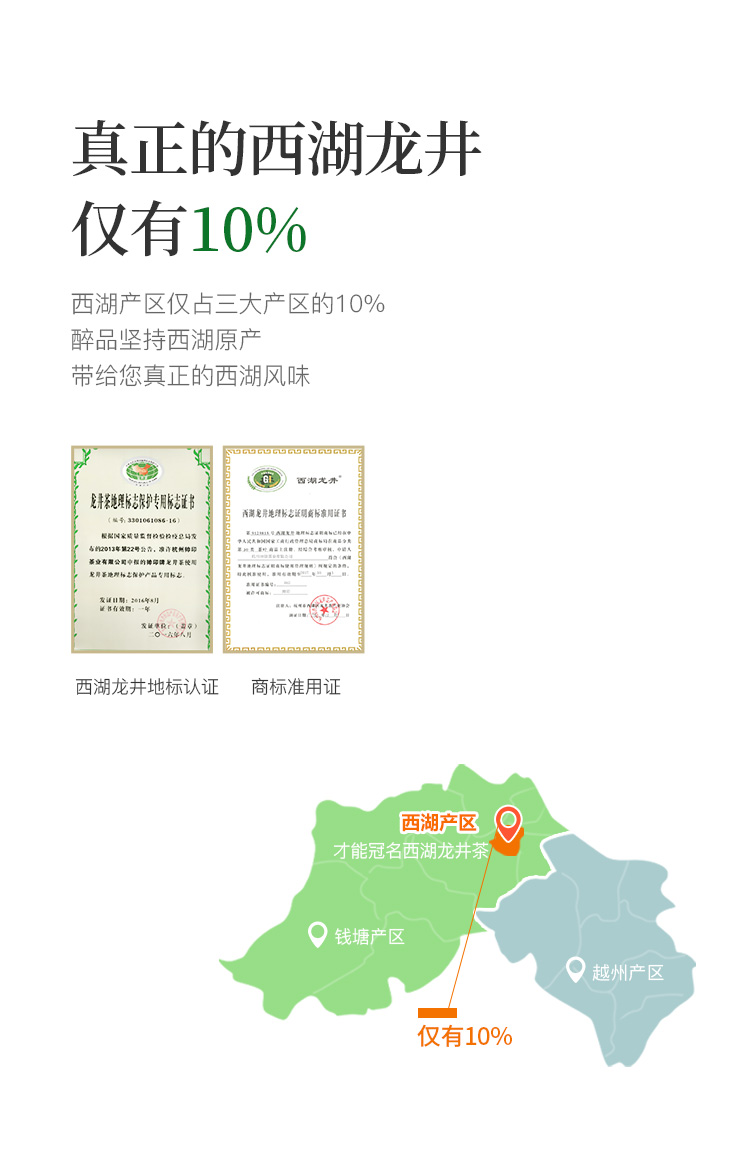 真正的西湖龙井
仅有10%
西湖产区仅占三大产区的10%
醉品坚持西湖原产
带给您真正的西湖风味
龙井茶地理标志保护专用标志证书
(编号:3301061086-16)
根据国家质量监督检验检疫总局发
布的2013年第22号公告,准许杭州帅印
茶业有限公司申报的帅印牌龙井茶使用
龙井茶地理标志保护产品专用标志。
发证日期:2016年8月
证书有效期:一年
发证单位:(盖章)
二〇一六年八月
西湖龙井
西湖龙井地理标志证明商标准用证书
西湖龙井地标认证
商标准用证
西湖产区
才能冠名西湖龙井茶
钱塘产区
越州产区
仅有10%